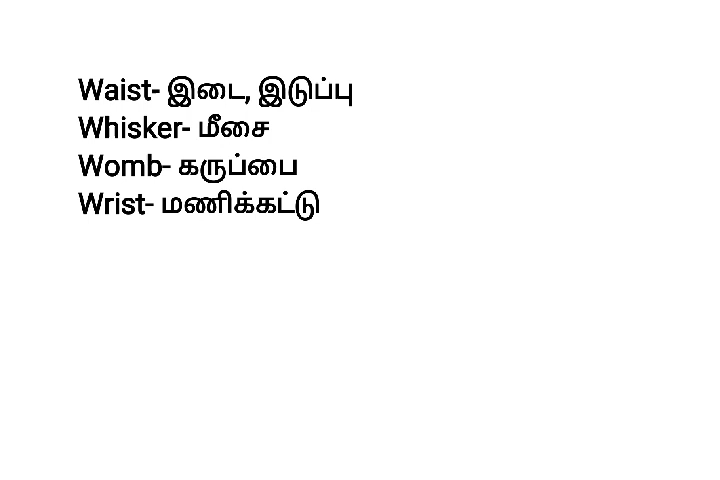 Waist- இடை, இடுப்பு
Whisker- மீசை
Womb- கருப்பை
Wrist- மணிக்கட்டு